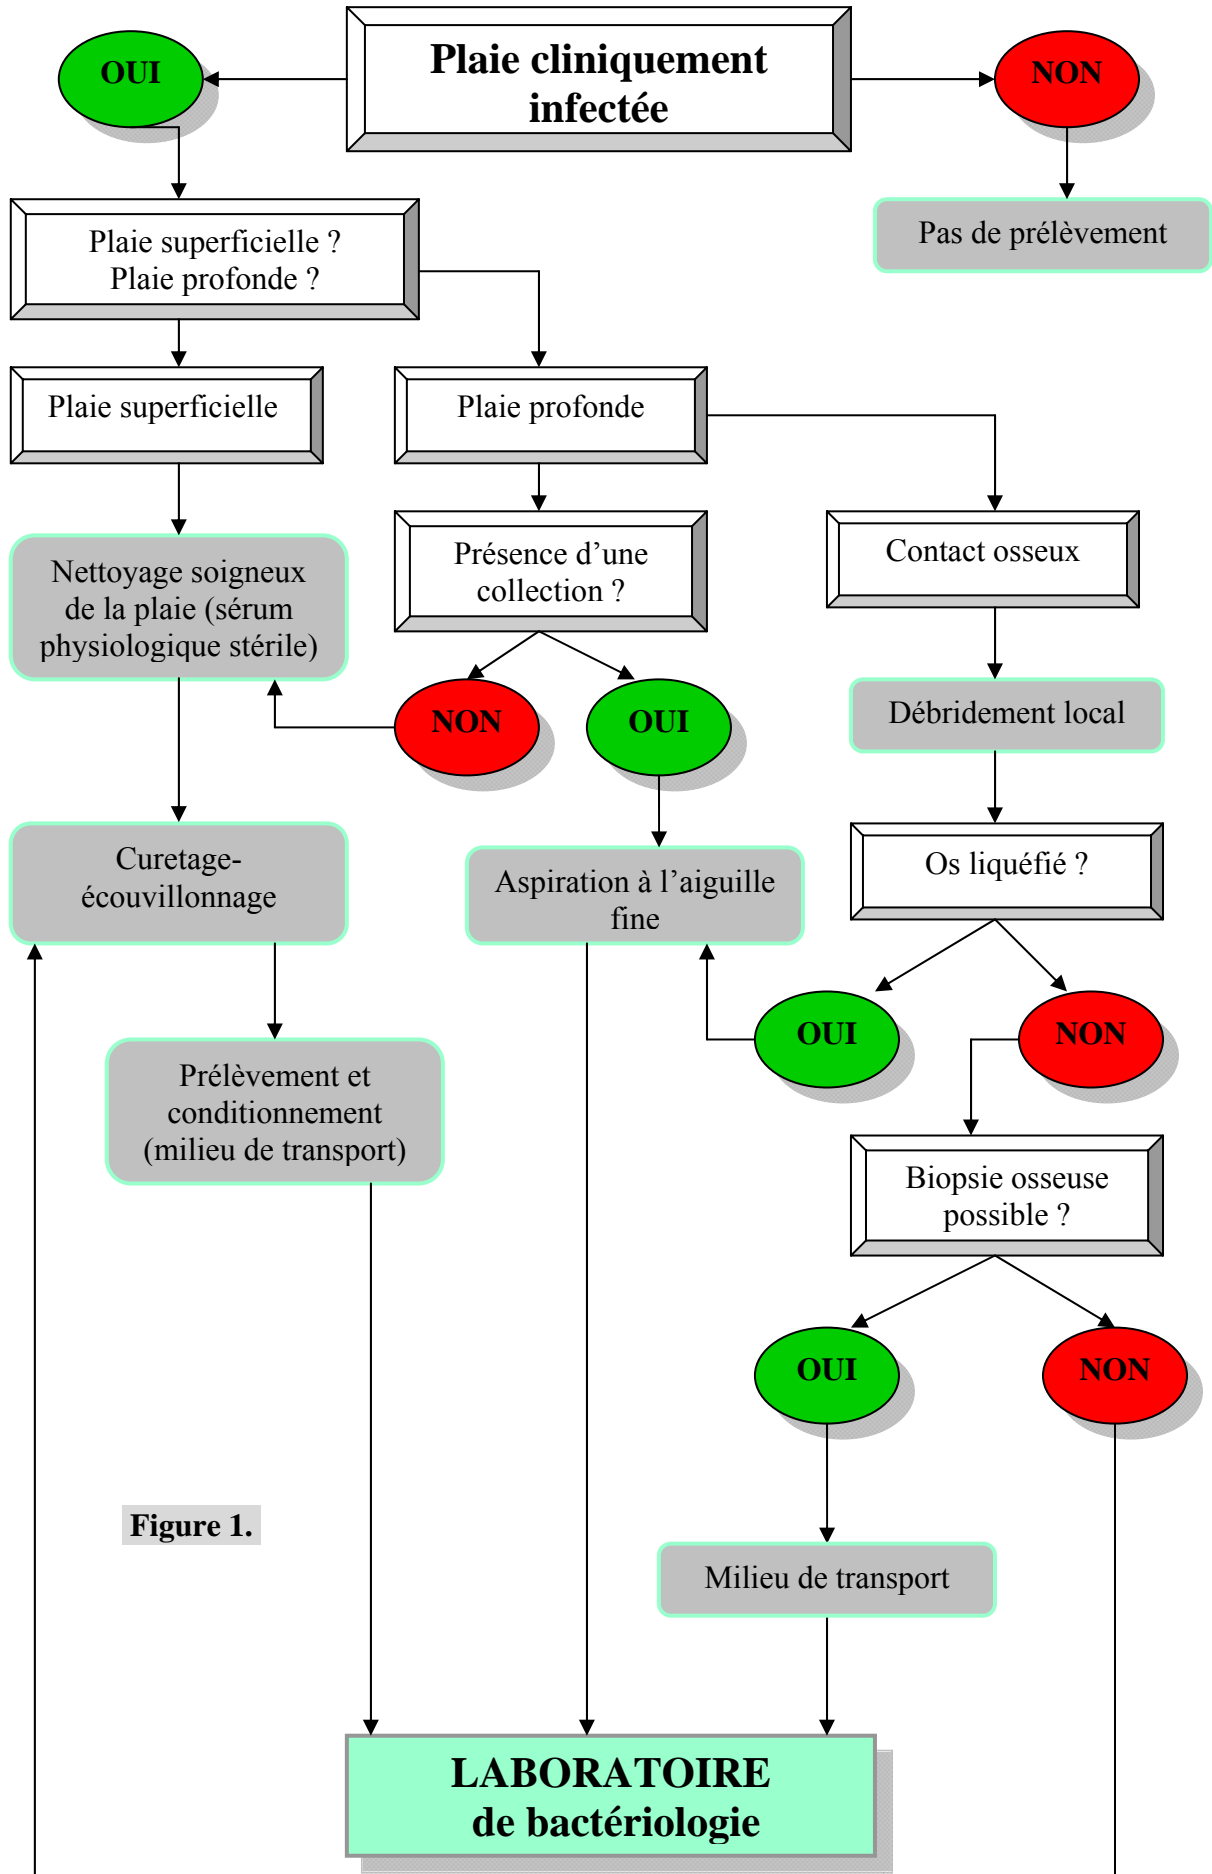 OUI
Plaie cliniquement
infectée
NON
Plaie superficielle ?
Plaie profonde ?
Pas de prélèvement
Plaie superficielle
Plaie profonde
Nettoyage soigneux
de la plaie (sérum
physiologique stérile)
Présence d’une
collection ?
Contact osseux
NON
OUI
Débridement local
Curetage-
écouvillonnage
Aspiration à l’aiguille
fine
Os liquéfié ?
OUI
NON
Prélèvement et
conditionnement
(milieu de transport)
Biopsie osseuse
possible ?
OUI
NON
Figure 1.
Milieu de transport
LABORATOIRE
de bactériologie